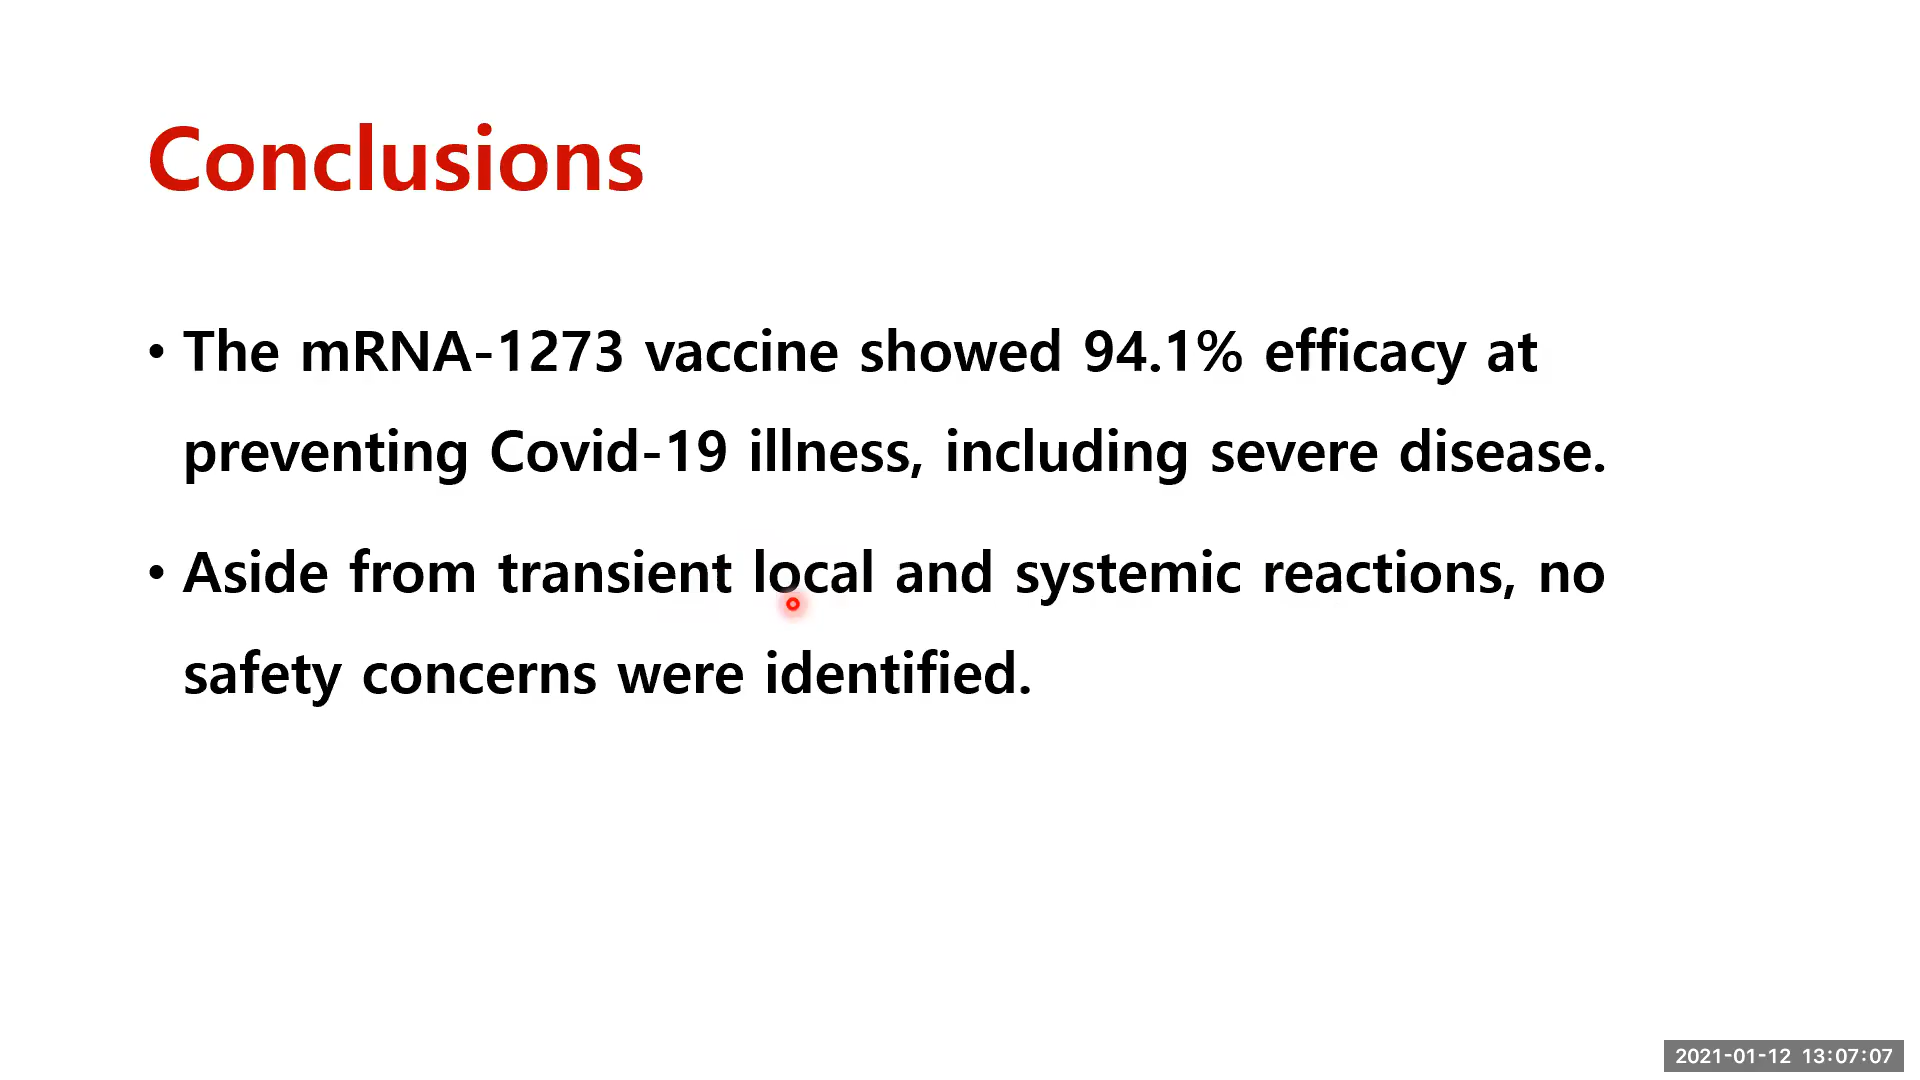 Conclusions
• The mRNA-1273 vaccine showed 94.1% efficacy at
preventing Covid-19 illness, including severe disease.
• Aside from transient local and systemic reactions, no
safety concerns were identified.
2021-01-12 13:07:07